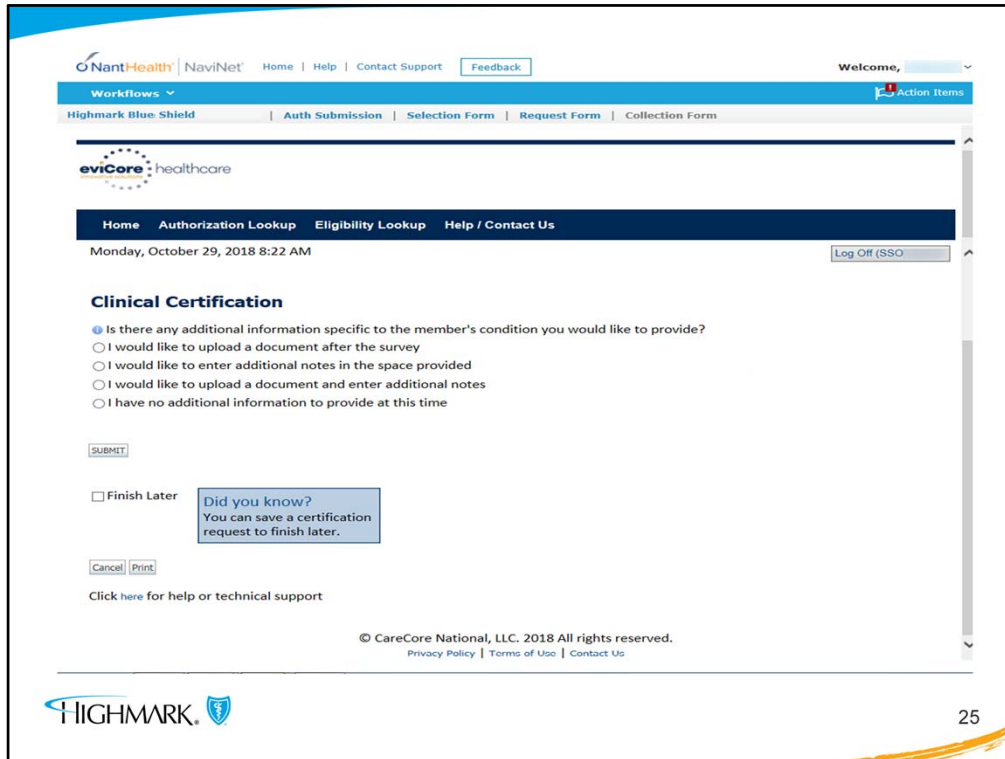 NantHealth® | NaviNet® Home | Help | Contact Support Feedback Welcome,
Workflows Action Items
Highmark Blue Shield | Auth Submission | Selection Form | Request Form | Collection Form
eviCore healthcare
innovative solutions
Home Authorization Lookup Eligibility Lookup Help / Contact Us
Monday, October 29, 2018 8:22 AM Log Off (SSO
Clinical Certification
Is there any additional information specific to the member's condition you would like to provide?
I would like to upload a document after the survey
I would like to enter additional notes in the space provided
I would like to upload a document and enter additional notes
I have no additional information to provide at this time
SUBMIT
Finish Later
Did you know?
You can save a certification
request to finish later.
Cancel Print
Click here for help or technical support
© CareCore National, LLC. 2018 All rights reserved.
Privacy Policy | Terms of Use | Contact Us
HIGHMARK.
25